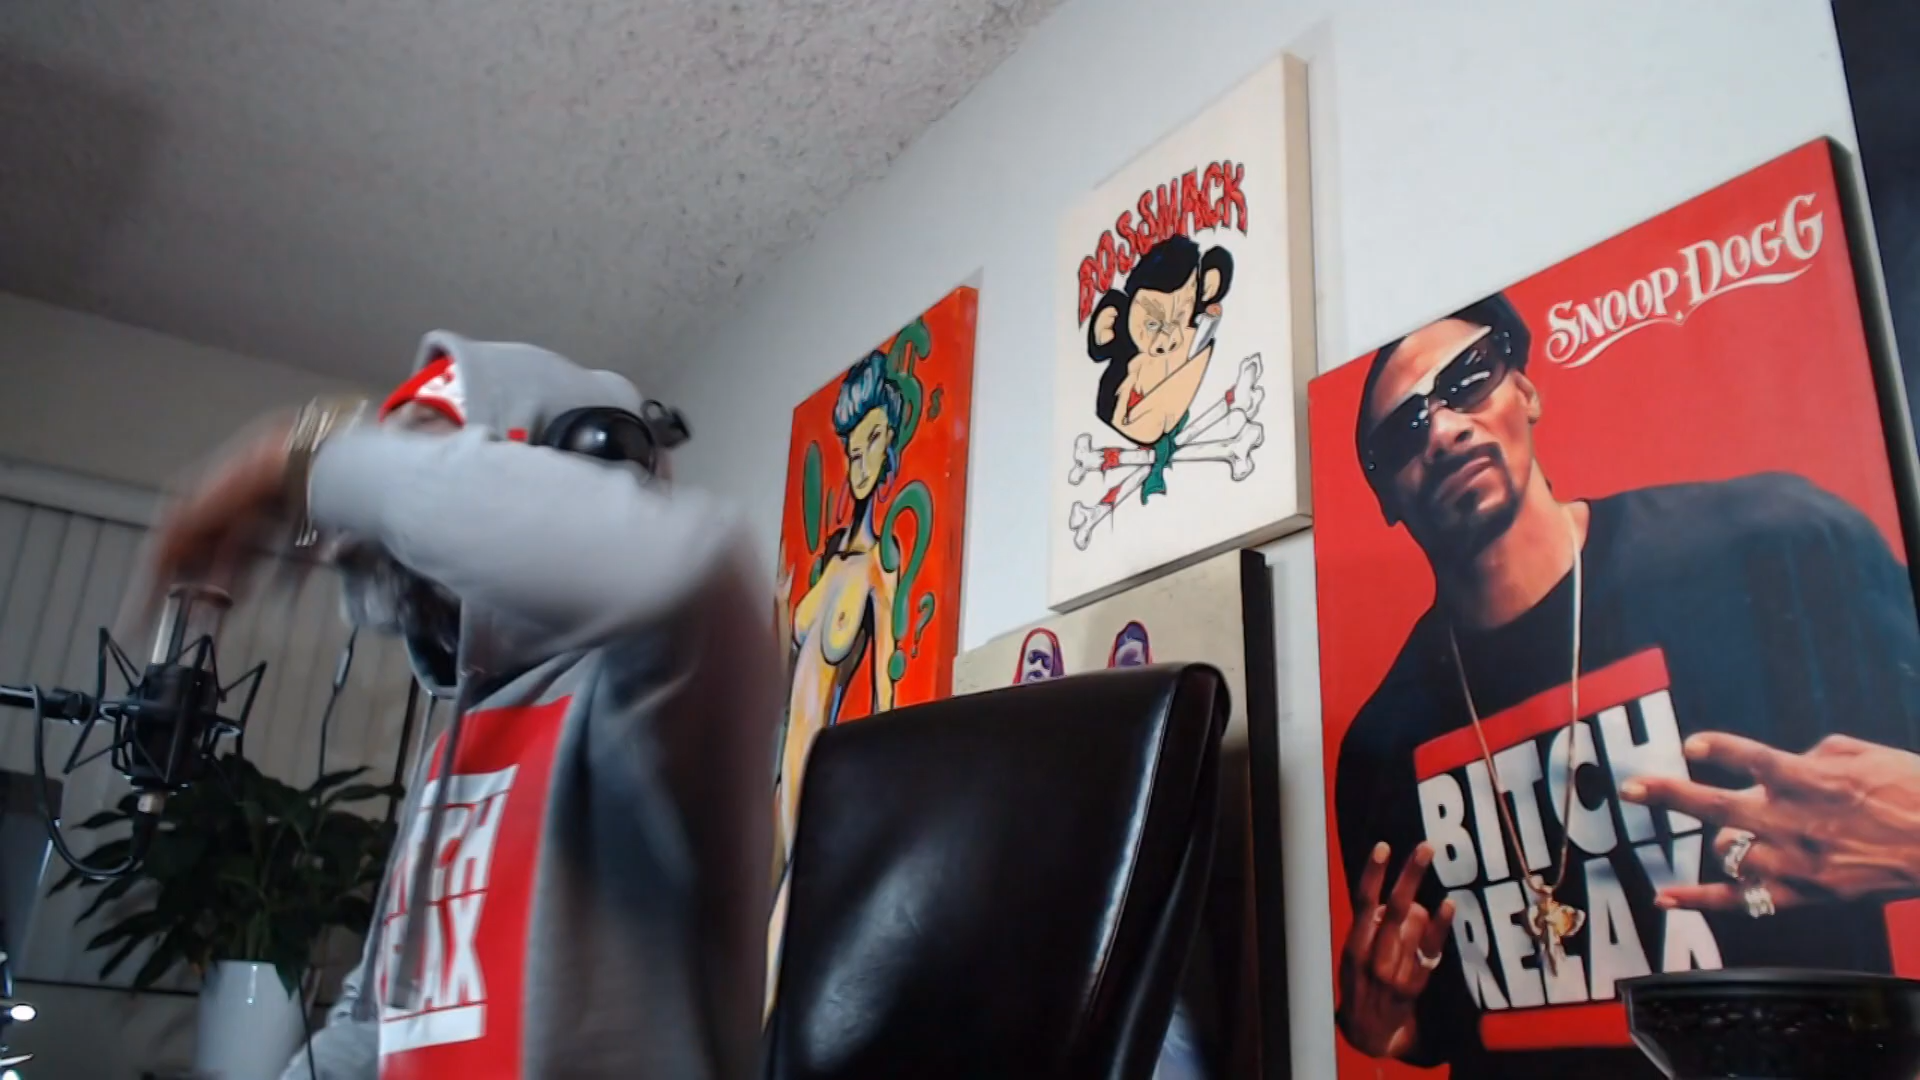 BOSSMACK
SNOOP DOGG
BITCH
RELAX
RELAX